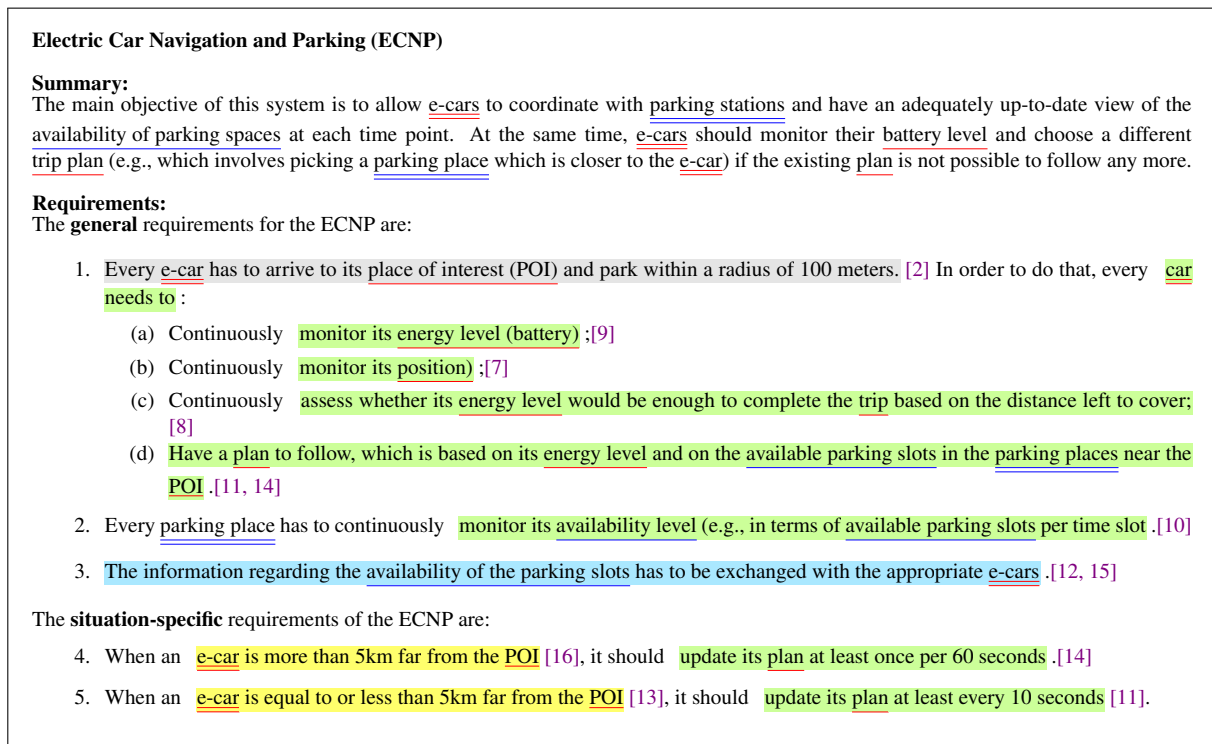 Electric Car Navigation and Parking (ECNP)
Summary:
The main objective of this system is to allow e-cars to coordinate with parking stations and have an adequately up-to-date view of the
availability of parking spaces at each time point. At the same time, e-cars should monitor their battery level and choose a different
trip plan (e.g., which involves picking a parking place which is closer to the e-car) if the existing plan is not possible to follow any more.
Requirements:
The general requirements for the ECNP are:
1. Every e-car has to arrive to its place of interest (POI) and park within a radius of 100 meters. [2] In order to do that, every car
needs to :
(a) Continuously monitor its energy level (battery) ;[9]
(b) Continuously monitor its position) ;[7]
(c) Continuously assess whether its energy level would be enough to complete the trip based on the distance left to cover;
[8]
(d) Have a plan to follow, which is based on its energy level and on the available parking slots in the parking places near the
POI .[11, 14]
2. Every parking place has to continuously monitor its availability level (e.g., in terms of available parking slots per time slot .[10]
3. The information regarding the availability of the parking slots has to be exchanged with the appropriate e-cars .[12, 15]
The situation-specific requirements of the ECNP are:
4. When an e-car is more than 5km far from the POI [16], it should update its plan at least once per 60 seconds .[14]
5. When an e-car is equal to or less than 5km far from the POI [13], it should update its plan at least every 10 seconds [11].